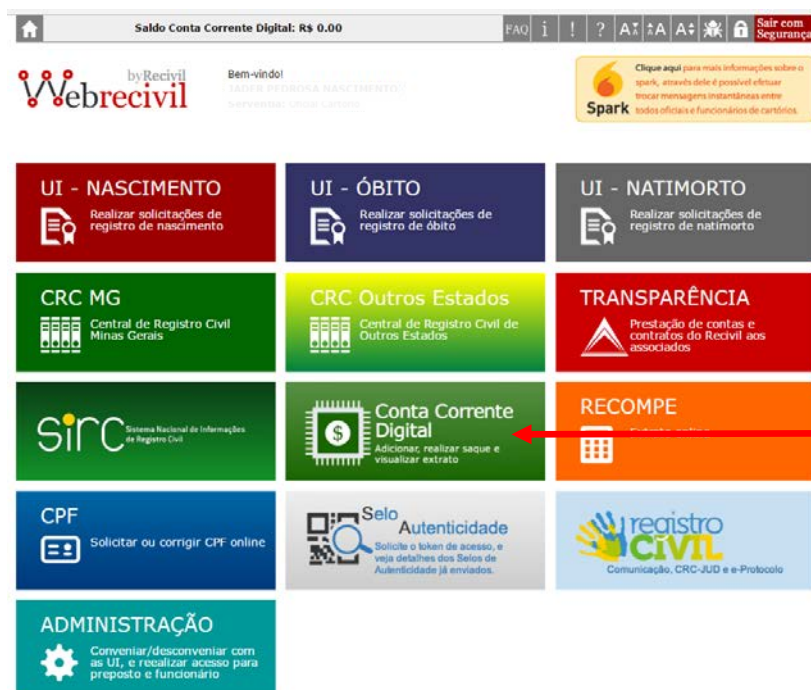 Saldo Conta Corrente Digital: R$ 0.00
FAQ i ! ? A A A Sair com Segurança
Webrecivil
byRecivil
Bem-vindo!
JADER PEDROSA NASCIMENTO
Spark
Clique aqui para mais informações sobre o
spark, através dele é possível efetuar
trocar mensagens instantâneas entre
todos oficiais e funcionários de cartórios.
UI - NASCIMENTO
Realizar solicitações de
registro de nascimento
UI - ÓBITO
Realizar solicitações de
registro de óbito
UI - NATIMORTO
Realizar solicitações de
registro de natimorto
CRC MG
Central de Registro Civil
Minas Gerais
CRC Outros Estados
Central de Registro Civil de
Outros Estados
TRANSPARÊNCIA
Prestação de contas e
contratos do Recivil aos
associados
sirc
Sistema Nacional de Informações
de Registro Civil
Conta Corrente
Digital
Adicionar, realizar saque e
visualizar extrato
RECOMPE
CPF
Solicitar ou corrigir CPF online
Selo
Autenticidade
Solicite o token de acesso, e
veja detalhes dos Selos de
Autenticidade já enviados.
registro
CIVIL
Comunicação, CRC-JUD e e-Protocolo
ADMINISTRAÇÃO
Conveniar/desconveniar com
as UI, e reealizar acesso para
preposto e funcionário